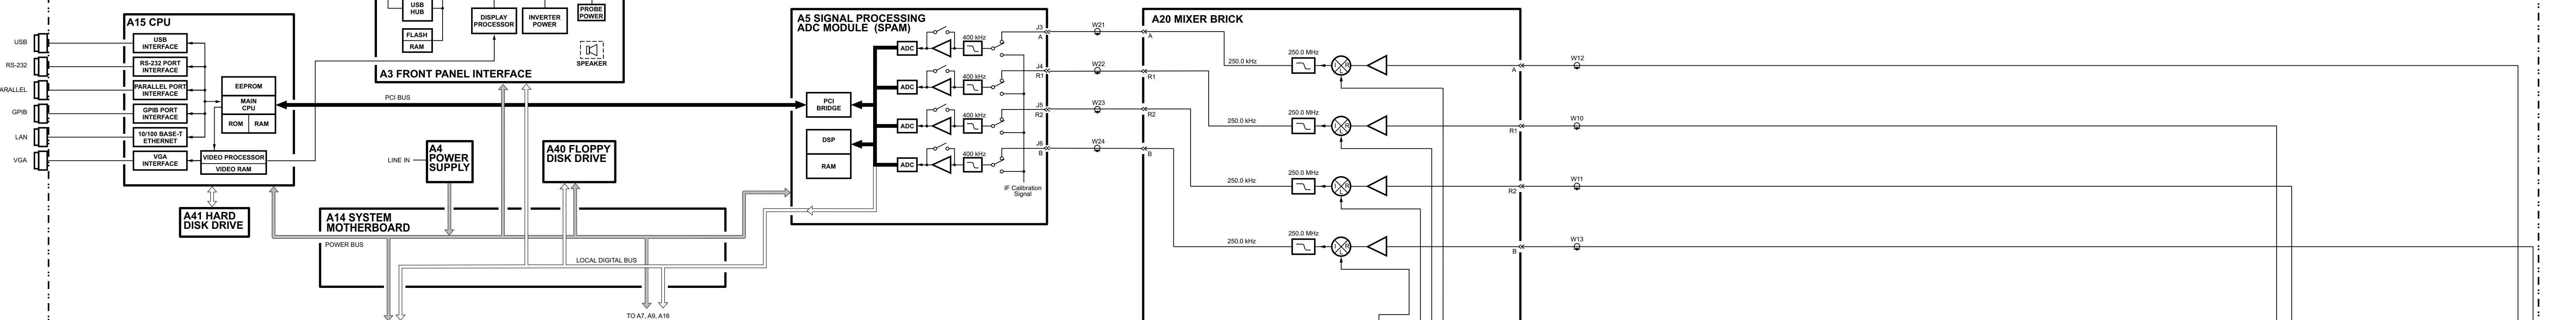 A15 CPU
USB
RS-232
PARALLEL
GPIB
LAN
VGA
USB
INTERFACE
RS-232 PORT
INTERFACE
PARALLEL PORT
INTERFACE
GPIB PORT
INTERFACE
10/100 BASE-T
ETHERNET
VGA
INTERFACE
EEPROM
MAIN
CPU
ROM
RAM
VIDEO PROCESSOR
VIDEO RAM
A41 HARD
DISK DRIVE
USB
HUB
FLASH
RAM
DISPLAY
PROCESSOR
INVERTER
POWER
PROBE
POWER
SPEAKER
A3 FRONT PANEL INTERFACE
PCI BUS
LINE IN
A4
POWER
SUPPLY
A40 FLOPPY
DISK DRIVE
A14 SYSTEM
MOTHERBOARD
POWER BUS
LOCAL DIGITAL BUS
TO A7, A9, A16
A5 SIGNAL PROCESSING
ADC MODULE (SPAM)
PCI
BRIDGE
DSP
RAM
ADC
400 kHz
ADC
400 kHz
ADC
400 kHz
ADC
400 kHz
J3
A
J4
R1
J5
R2
J6
B
IF Calibration
Signal
W21
W22
W23
W24
A20 MIXER BRICK
A
R1
R2
B
250.0 kHz
250.0 MHz
I
R
L
A
W12
250.0 kHz
250.0 MHz
I
R
L
R1
W10
250.0 kHz
250.0 MHz
I
R
L
R2
W11
250.0 kHz
250.0 MHz
I
R
L
B
W13